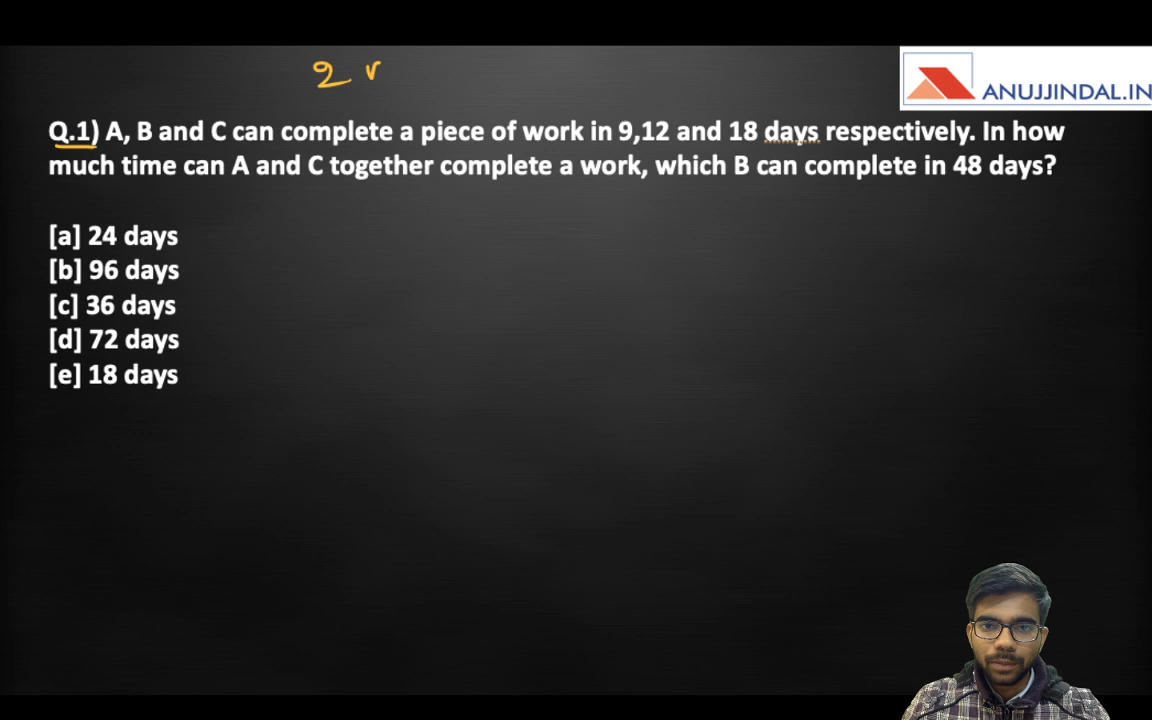 2
ANUJJINDAL.IN
Q.1) A, B and C can complete a piece of work in 9,12 and 18 days respectively. In how
much time can A and C together complete a work, which B can complete in 48 days?
[a] 24 days
[b] 96 days
[c] 36 days
[d] 72 days
[e] 18 days